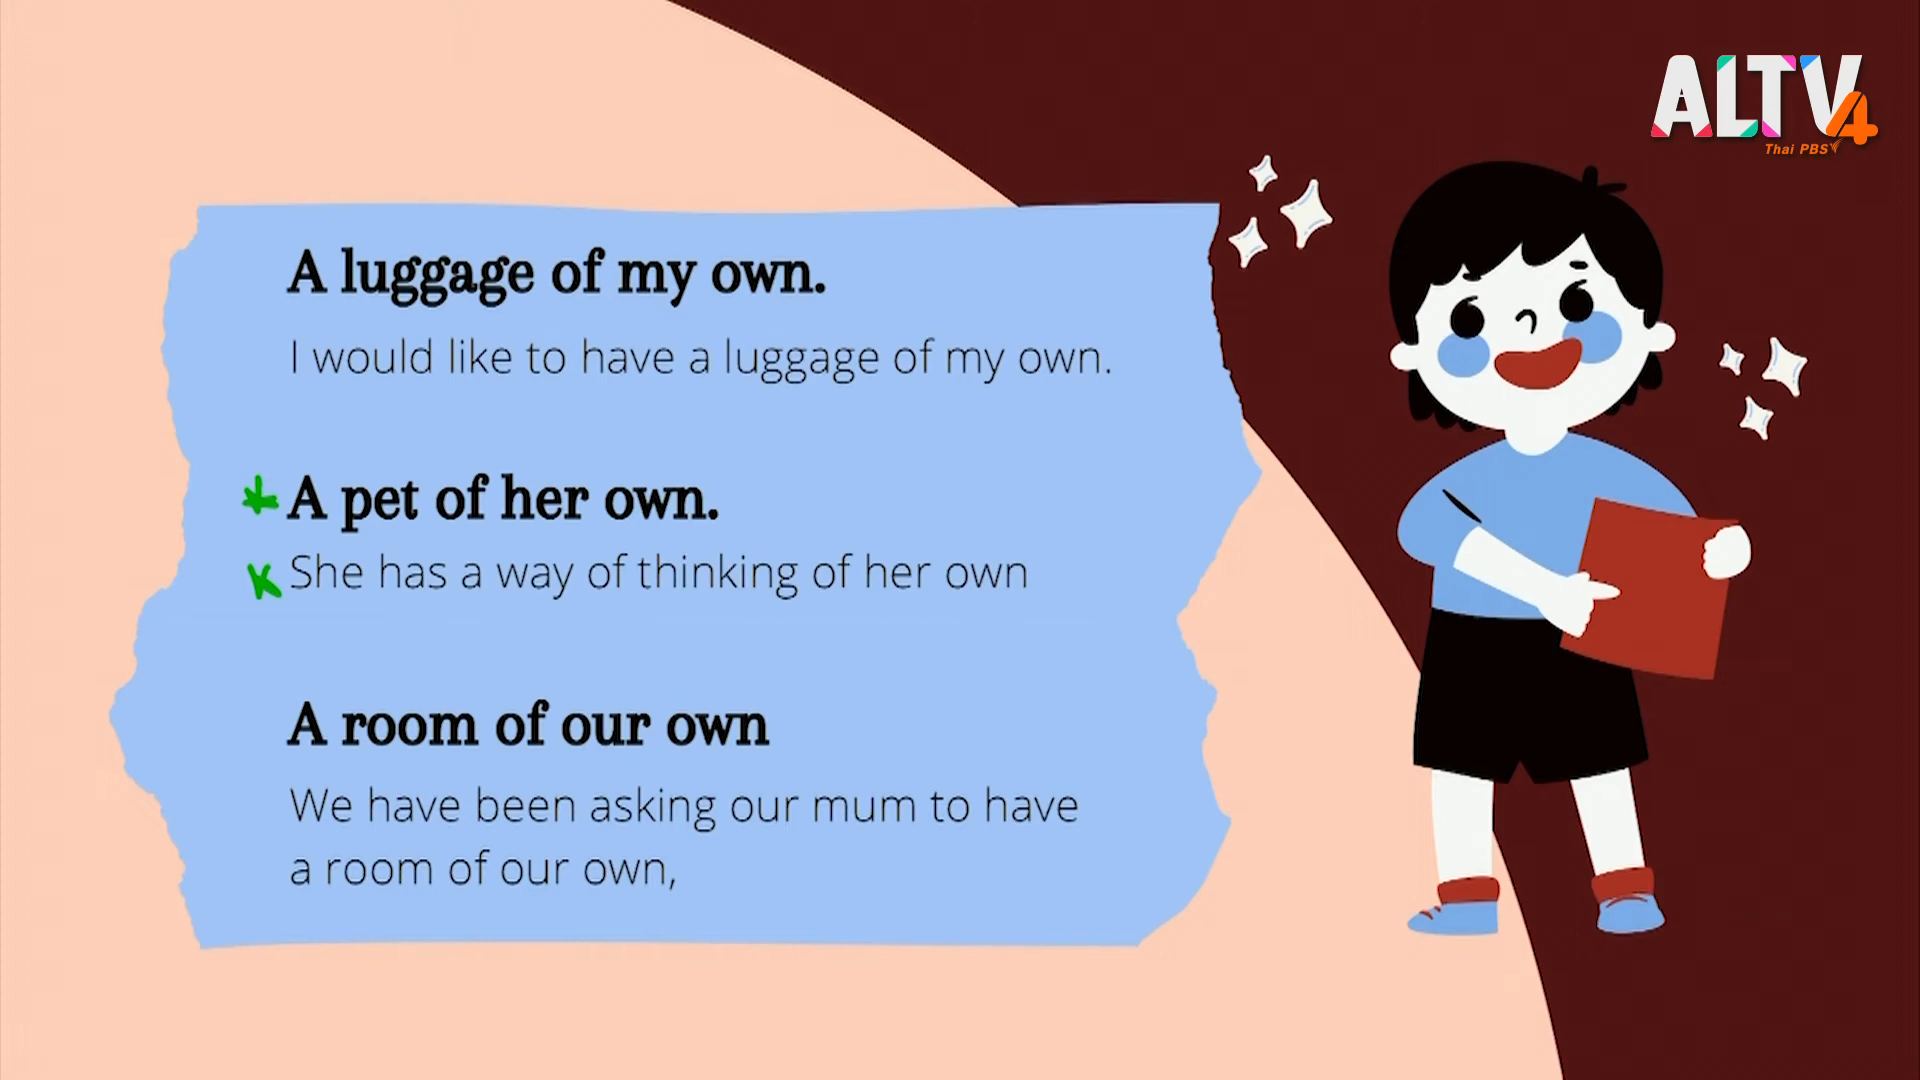 ALTV4
Thai PBS
A luggage of my own.
I would like to have a luggage of my own.
A pet of her own.
She has a way of thinking of her own
A room of our own
We have been asking our mum to have
a room of our own,